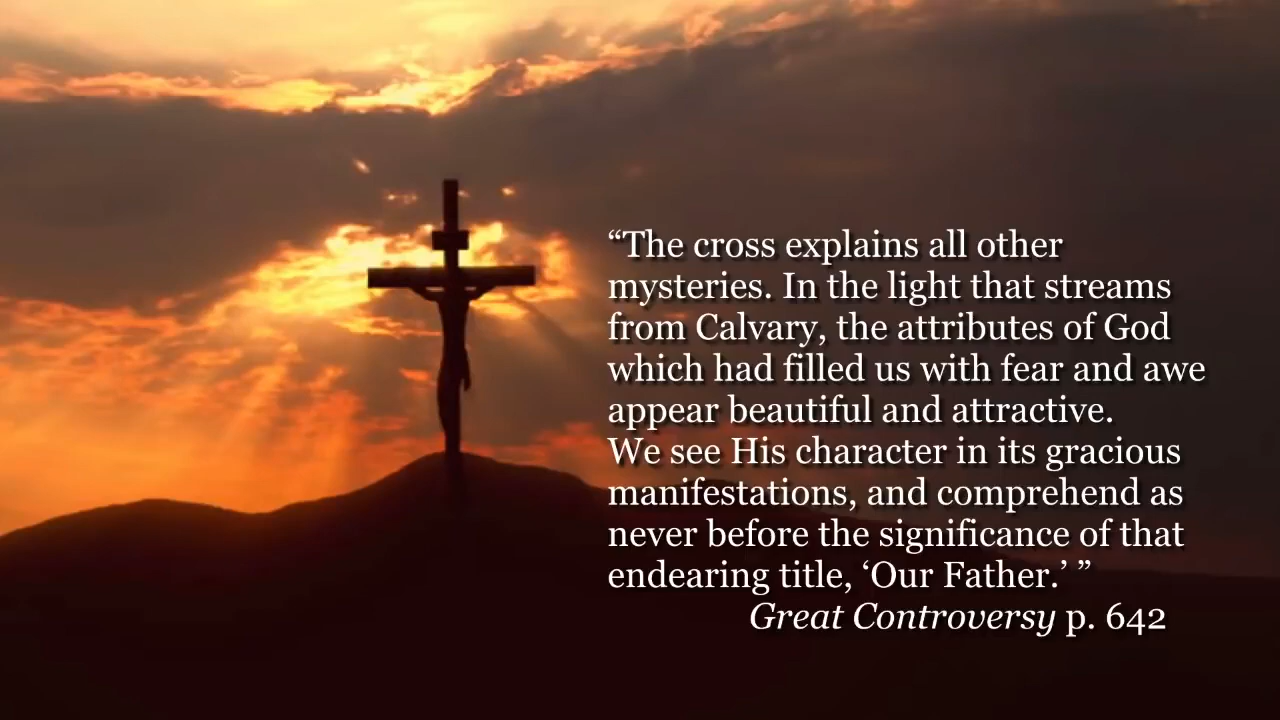 “The cross explains all other
mysteries. In the light that streams
from Calvary, the attributes of God
which had filled us with fear and awe
appear beautiful and attractive.
We see His character in its gracious
manifestations, and comprehend as
never before the significance of that
endearing title, ‘Our Father.’ ”
Great Controversy p. 642